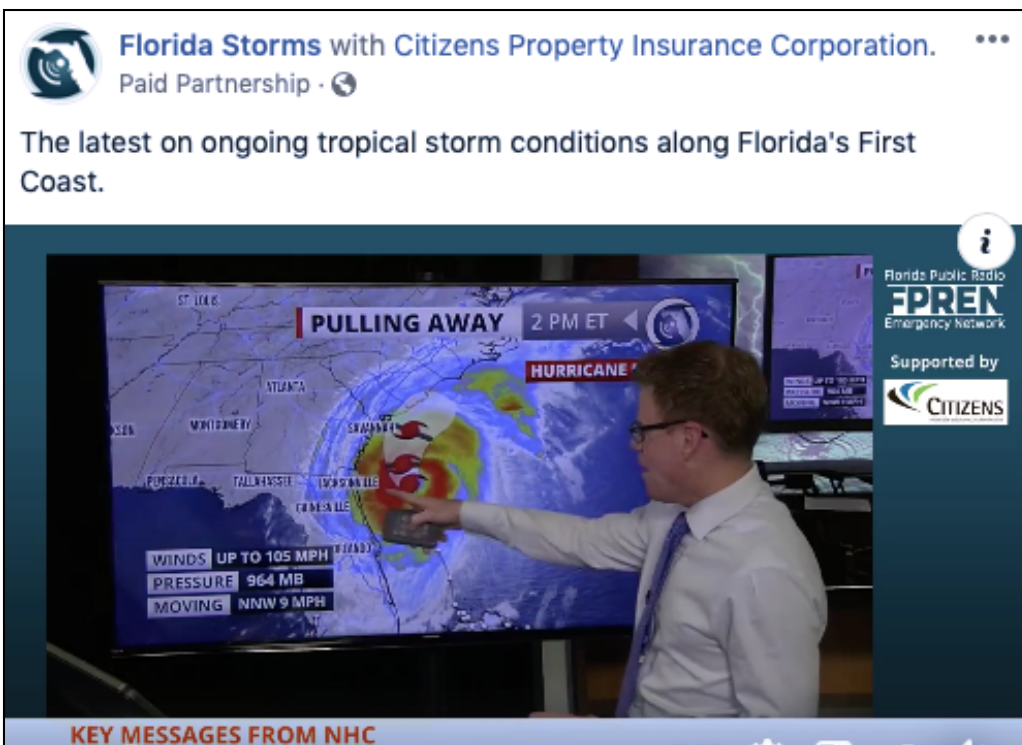 Florida Storms with Citizens Property Insurance Corporation.
Paid Partnership ·
The latest on ongoing tropical storm conditions along Florida's First
Coast.
i
Florida Public Radio
FPREN
Emergency Network
Supported by
CITIZENS
PULLING AWAY 2 PM ET
HURRICANE
ST LOUIS
ATLANTA
MONTGOMERY
SAVANNAH
PENSACOLA
TALLAHASSEE
JACKSONVILLE
GAINESVILLE
WINDS UP TO 105 MPH
PRESSURE 964 MB
MOVING NNW 9 MPH
KEY MESSAGES FROM NHC